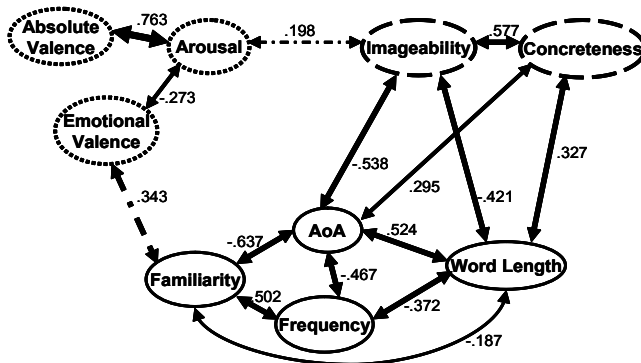 Absolute
Valence
.763
Arousal
.198
Imageability
.577
Concreteness
-.273
Emotional
Valence
-.538
.295
-.421
.327
.343
-.637
AoA
.524
Familiarity
-.467
Word Length
.502
Frequency
-.372
-.187